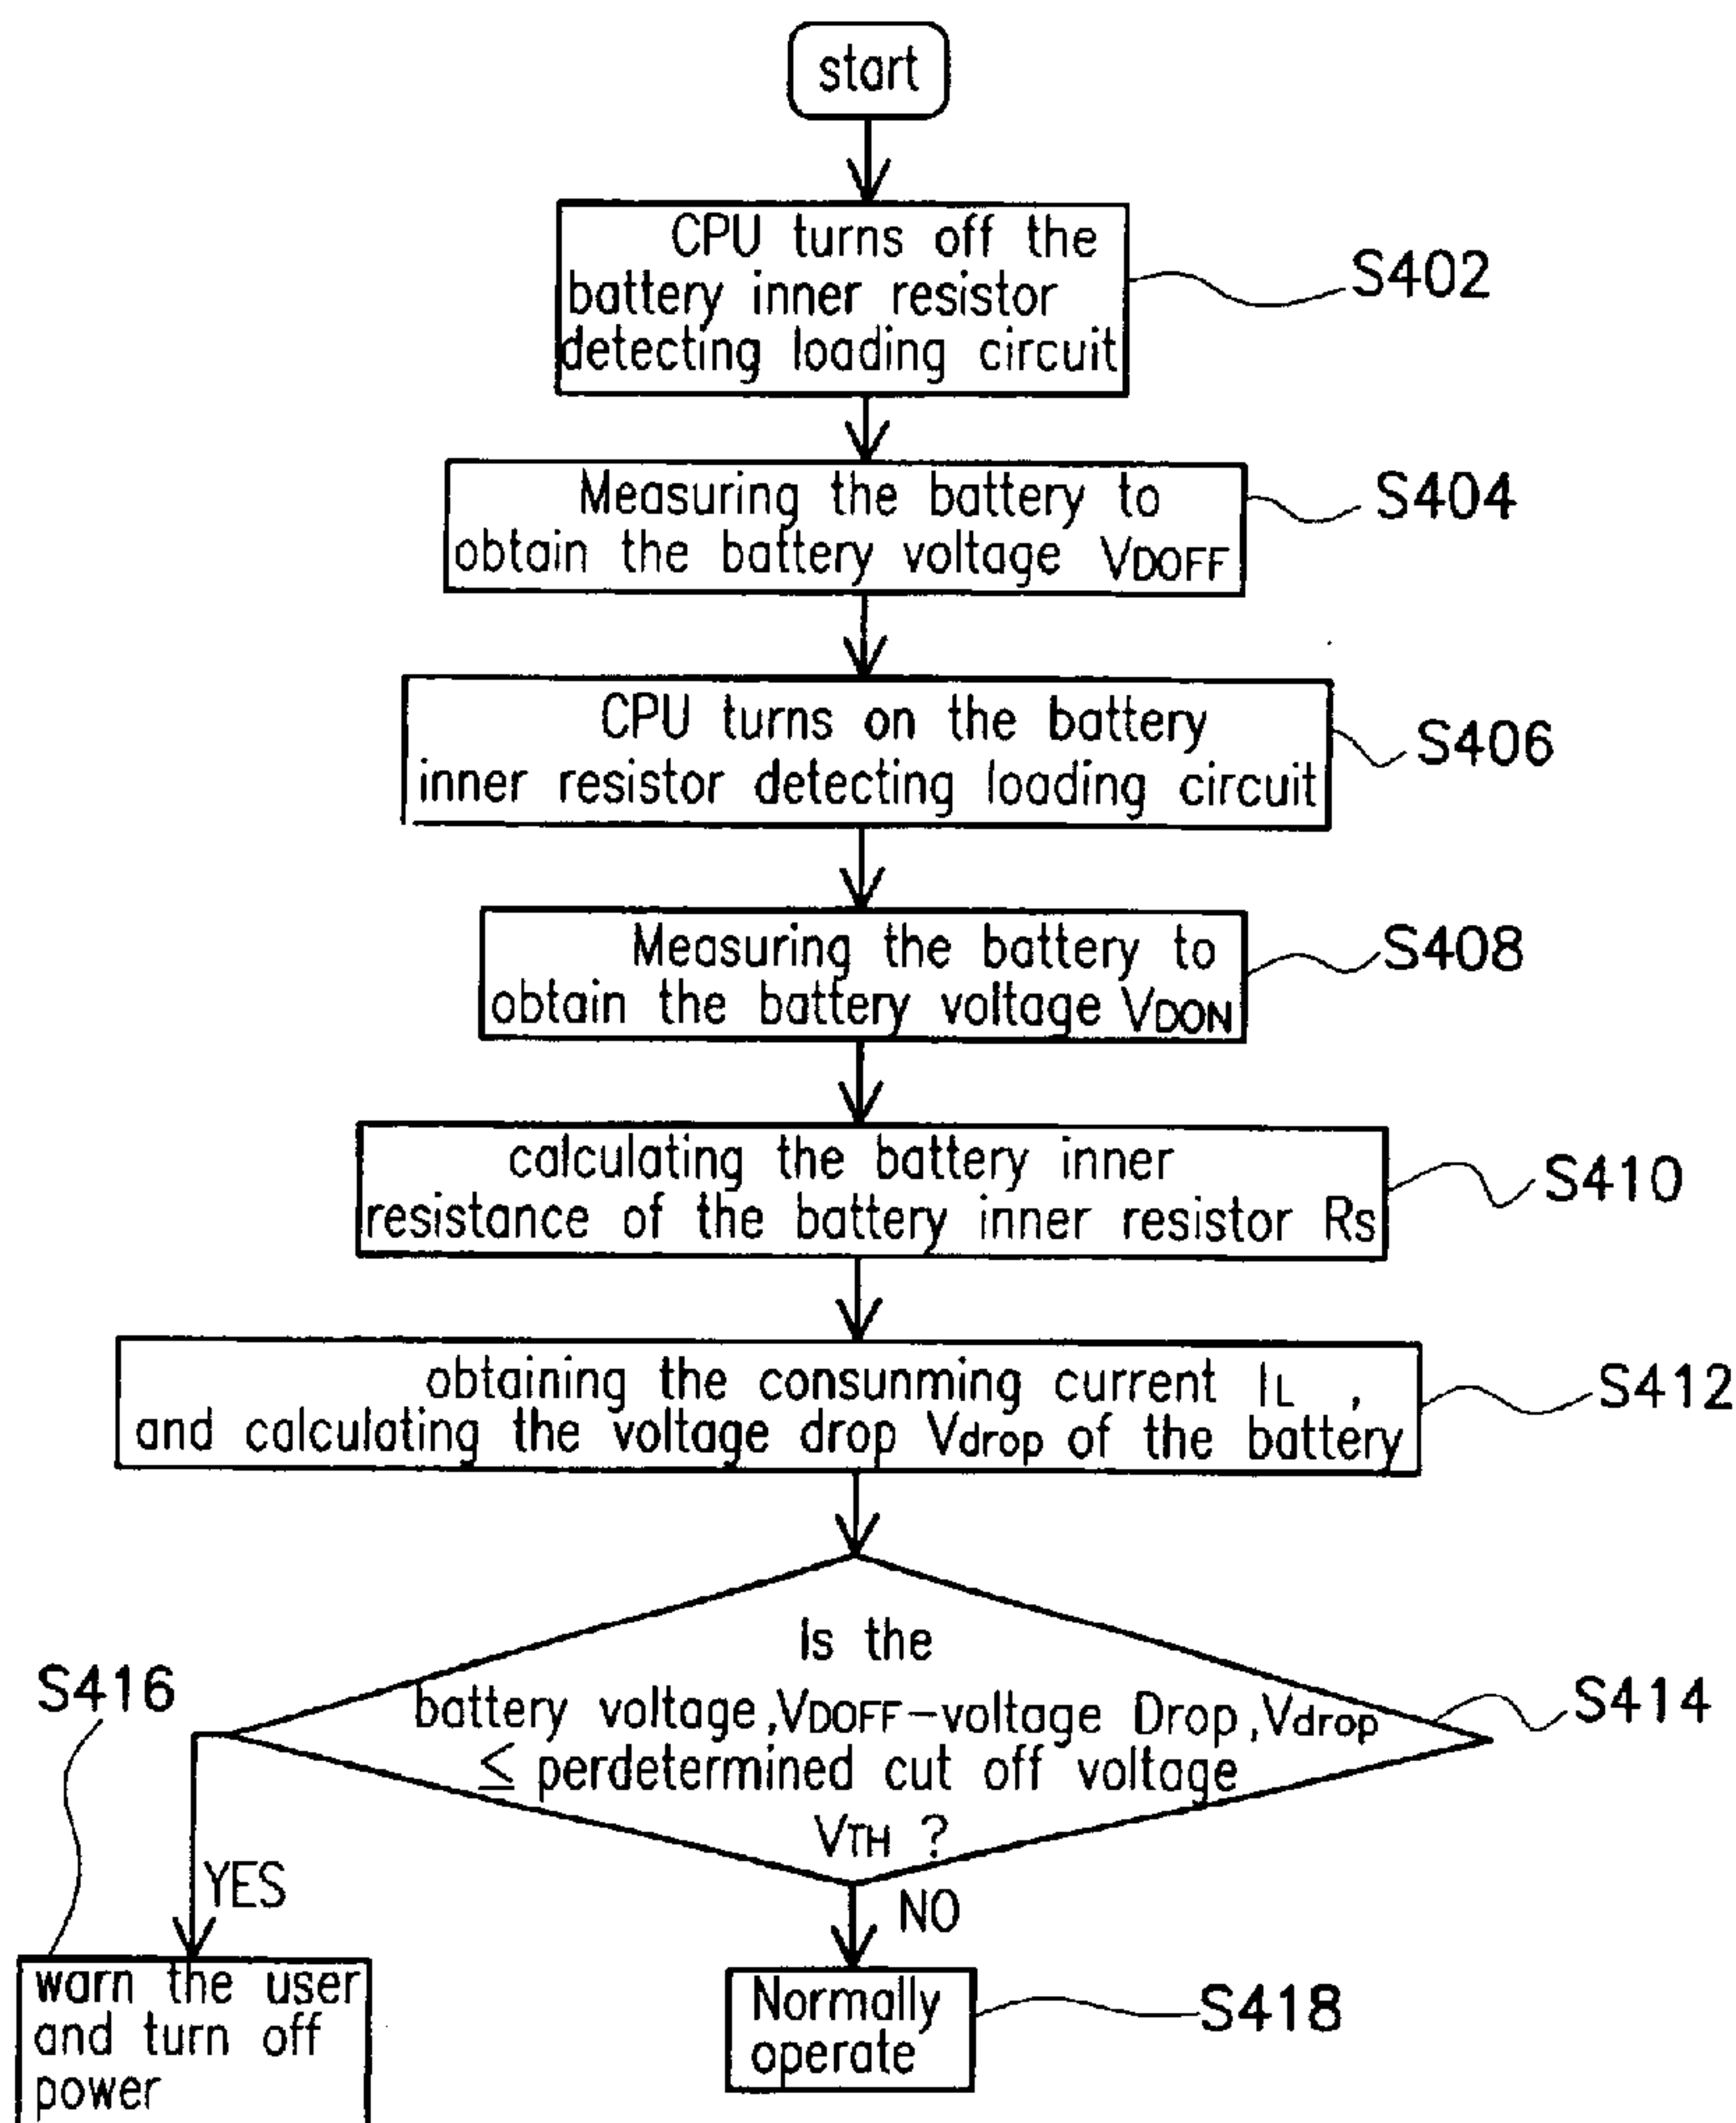 start
CPU turns off the
battery inner resistor
detecting loading circuit
S402
Measuring the battery to
obtain the battery voltage VDOFF
S404
CPU turns on the battery
inner resistor detecting loading circuit
S406
Measuring the battery to
obtain the battery voltage VDON
S408
calculating the battery inner
resistance of the battery inner resistor Rs
S410
obtaining the consunming current IL ,
and calculating the voltage drop Vdrop of the battery
S412
Is the
battery voltage,VDOFF-voltage Drop,Vdrop
≤ perdetermined cut off voltage
VTH ?
S414
S416
YES
NO
warn the user
and turn off
power
Normally
operate
S418